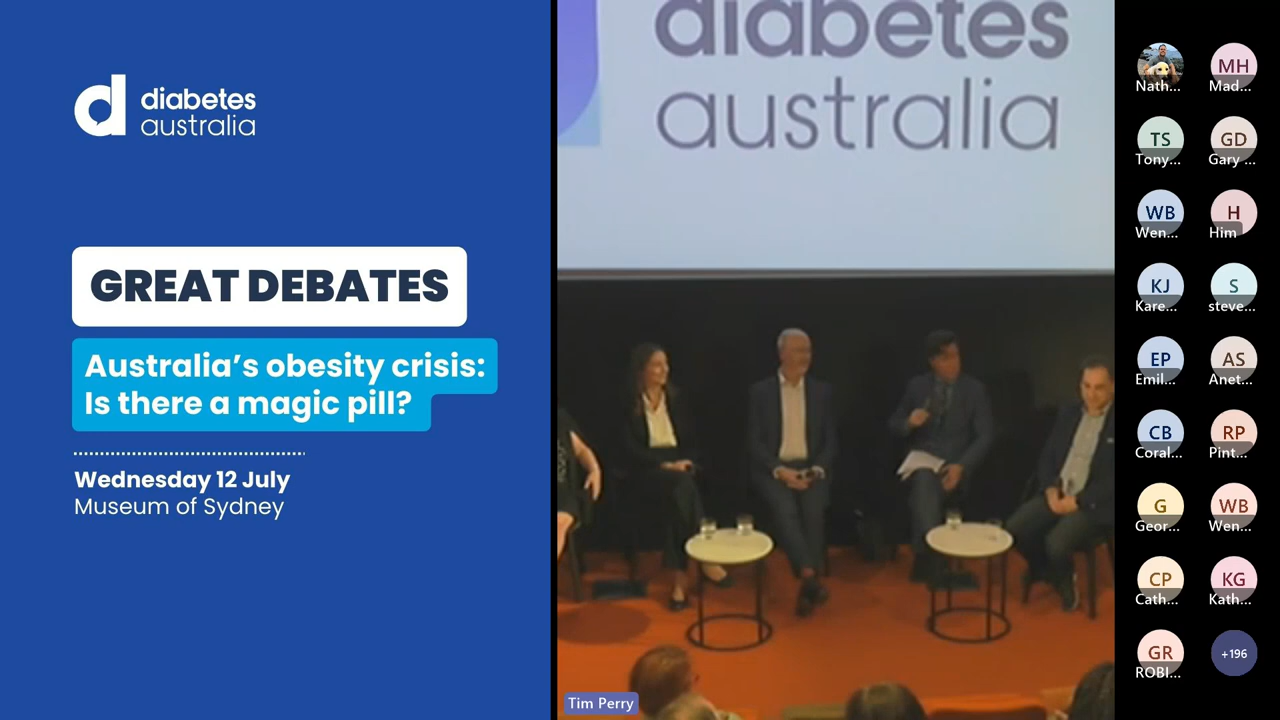 diabetes
australia
GREAT DEBATES
Australia's obesity crisis:
Is there a magic pill?
Wednesday 12 July
Museum of Sydney
diabetes
australia
Tim Perry
Nath...
MH
Mad...
TS
Tony...
GD
Gary ...
WB
Wen...
H
Him
KJ
Kare...
S
steve...
EP
Emil...
AS
Anet...
CB
Coral...
RP
Pint...
G
Geor...
WB
Wen...
CP
Cath...
KG
Kath...
GR
ROBI...
+196